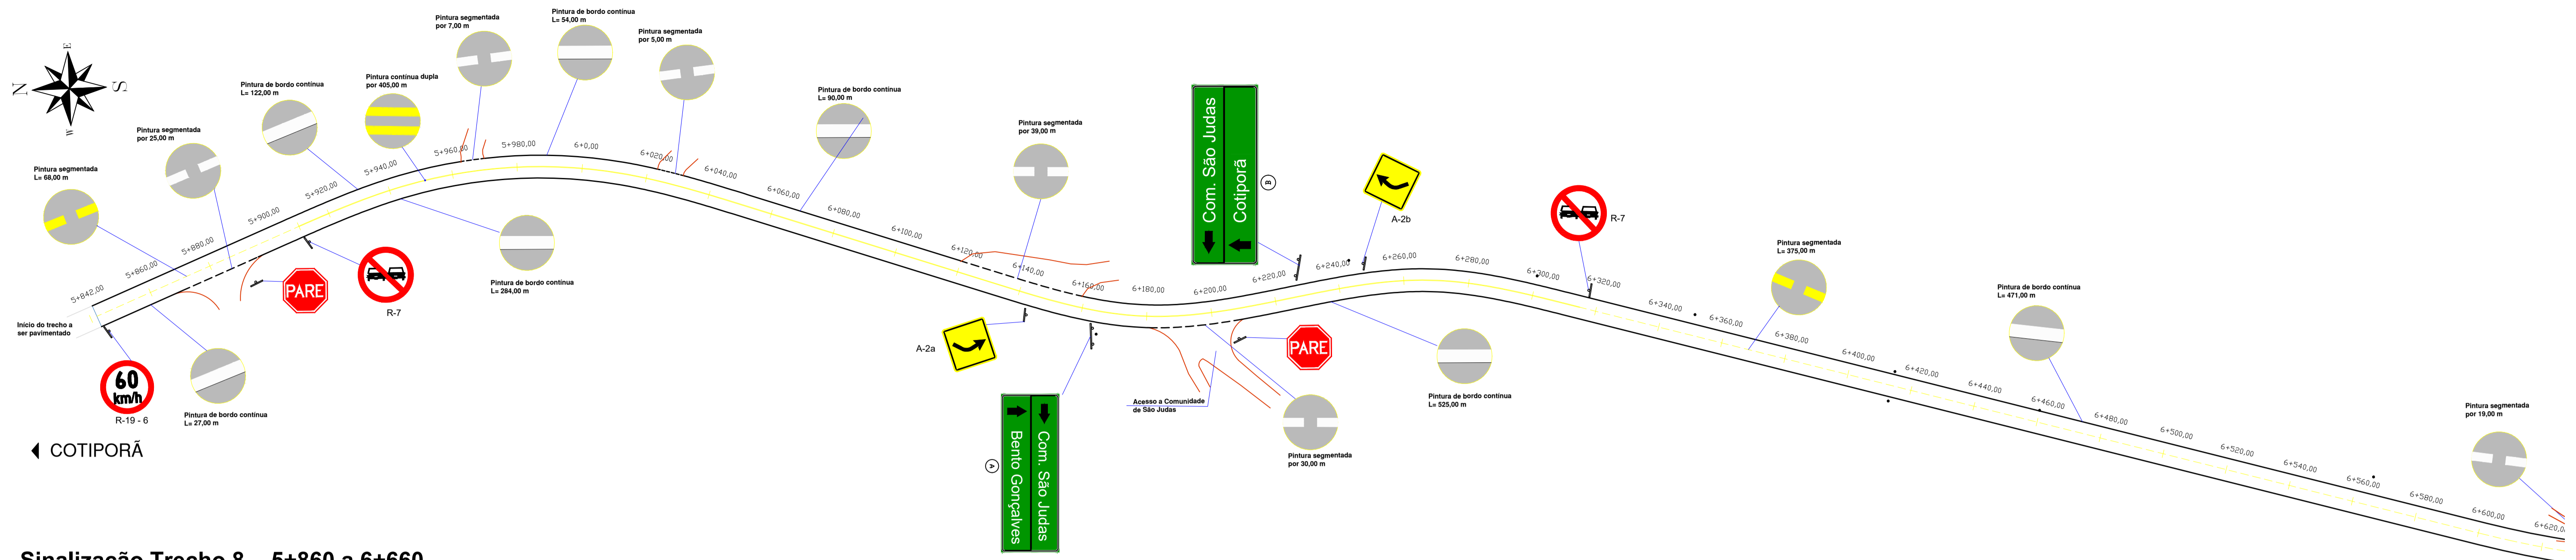 Pintura segmentada
L= 68,00 m
Pintura segmentada
por 25,00 m
Pintura de bordo contínua
L= 122,00 m
Pintura contínua dupla
por 405,00 m
Pintura segmentada
por 7,00 m
Pintura de bordo contínua
L= 54,00 m
Pintura segmentada
por 5,00 m
Pintura de bordo contínua
L= 90,00 m
Pintura segmentada
por 39,00 m
Com. São Judas
Cotiporã
B
A-2b
R-7
Pintura segmentada
L= 375,00 m
Pintura de bordo contínua
L= 471,00 m
Pintura segmentada
por 19,00 m
N
E
S
W
5+842,00
5+860,00
5+880,00
5+900,00
5+920,00
5+940,00
5+960,00
5+980,00
6+0,00
6+020,00
6+040,00
6+060,00
6+080,00
6+100,00
6+120,00
6+140,00
6+160,00
6+180,00
6+200,00
6+220,00
6+240,00
6+260,00
6+280,00
6+300,00
6+320,00
6+340,00
6+360,00
6+380,00
6+400,00
6+420,00
6+440,00
6+460,00
6+480,00
6+500,00
6+520,00
6+540,00
6+560,00
6+580,00
6+600,00
6+620,0
Início do trecho a
ser pavimentado
60
km/h
R-19 - 6
Pintura de bordo contínua
L= 27,00 m
PARE
R-7
Pintura de bordo contínua
L= 284,00 m
A-2a
A
Com. São Judas
Bento Gonçalves
Acesso a Comunidade
de São Judas
PARE
Pintura segmentada
por 30,00 m
Pintura de bordo contínua
L= 525,00 m
COTIPORÃ
Sinalização Trecho 8 - 5+860 a 6+660